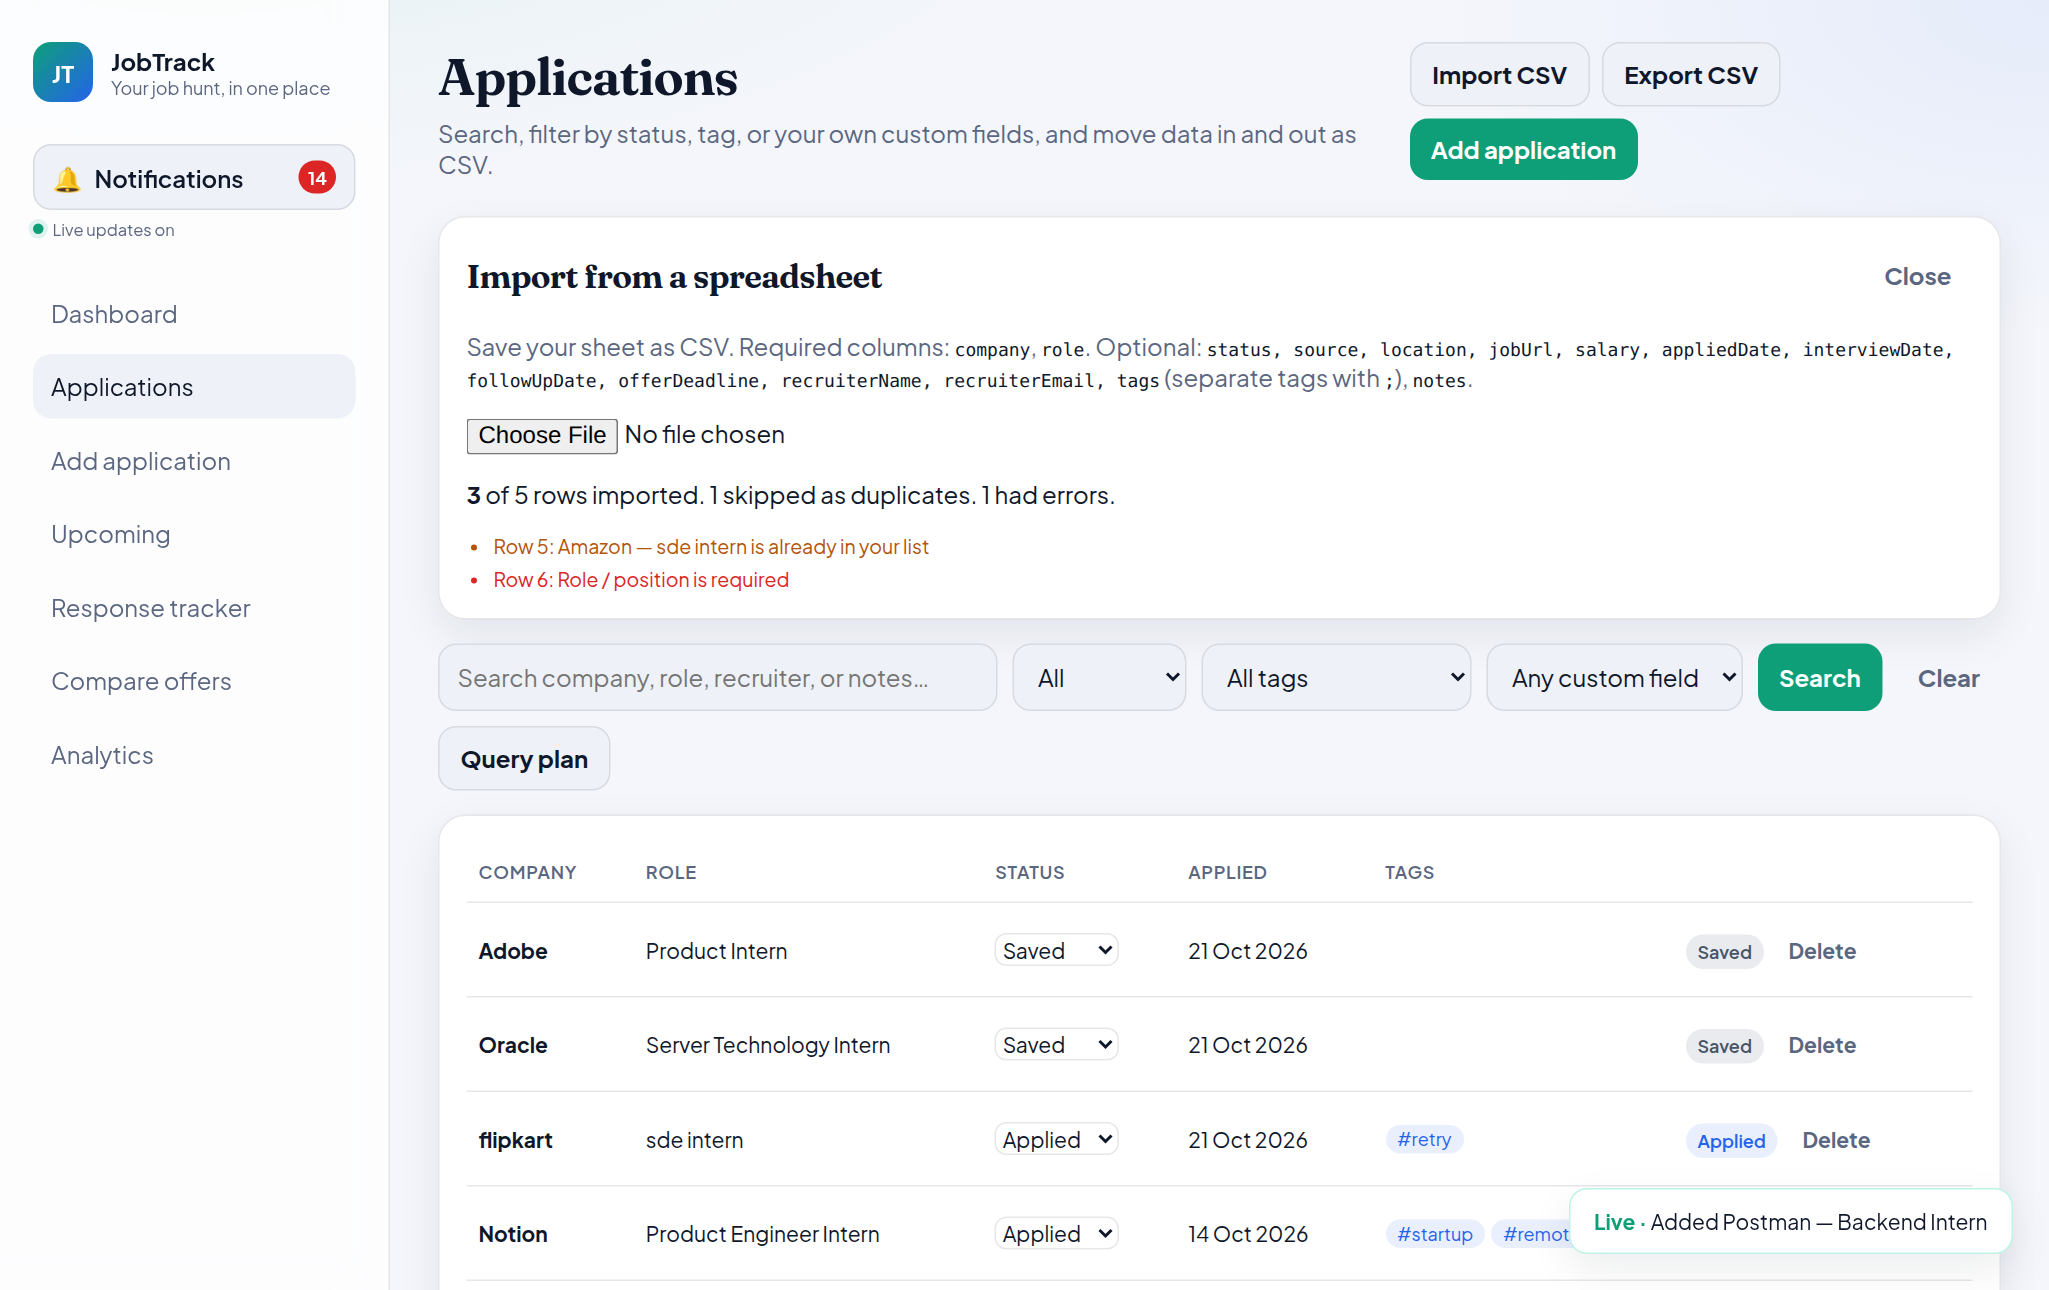 JT
JobTrack
Your job hunt, in one place
🔔 Notifications 14
Live updates on
Dashboard
Applications
Add application
Upcoming
Response tracker
Compare offers
Analytics
Applications
Search, filter by status, tag, or your own custom fields, and move data in and out as
CSV.
Import CSV Export CSV
Add application
Import from a spreadsheet Close
Save your sheet as CSV. Required columns: company, role. Optional: status, source, location, jobUrl, salary, appliedDate, interviewDate,
followUpDate, offerDeadline, recruiterName, recruiterEmail, tags (separate tags with ;), notes.
Choose File No file chosen
3 of 5 rows imported. 1 skipped as duplicates. 1 had errors.
• Row 5: Amazon — sde intern is already in your list
• Row 6: Role / position is required
Search company, role, recruiter, or notes… All All tags Any custom field Search Clear
Query plan
COMPANY ROLE STATUS APPLIED TAGS
Adobe Product Intern Saved 21 Oct 2026 Saved Delete
Oracle Server Technology Intern Saved 21 Oct 2026 Saved Delete
flipkart sde intern Applied 21 Oct 2026 #retry Applied Delete
Notion Product Engineer Intern Applied 14 Oct 2026 #startup #remot
Live · Added Postman — Backend Intern